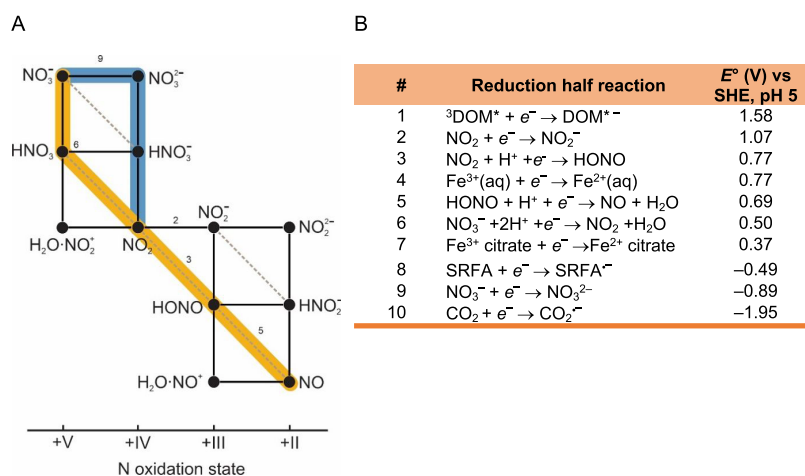 A
9
NO₃⁻
NO₃²⁻
HNO₃
6
HNO₃⁻
2
NO₂⁻
NO₂²⁻
H₂O·NO₂⁺
NO₂
3
HONO
HNO₂⁻
5
H₂O·NO⁺
NO
+V +IV +III +II
N oxidation state
B
# Reduction half reaction E° (V) vs SHE, pH 5
1 ³DOM* + e⁻ → DOM*⁻ 1.58
2 NO₂ + e⁻ → NO₂⁻ 1.07
3 NO₂ + H⁺ +e⁻ → HONO 0.77
4 Fe³⁺(aq) + e⁻ → Fe²⁺(aq) 0.77
5 HONO + H⁺ + e⁻ → NO + H₂O 0.69
6 NO₃⁻ +2H⁺ +e⁻ → NO₂ +H₂O 0.50
7 Fe³⁺ citrate + e⁻ →Fe²⁺ citrate 0.37
8 SRFA + e⁻ → SRFA•⁻ –0.49
9 NO₃⁻ + e⁻ → NO₃²⁻ –0.89
10 CO₂ + e⁻ → CO₂•⁻ –1.95